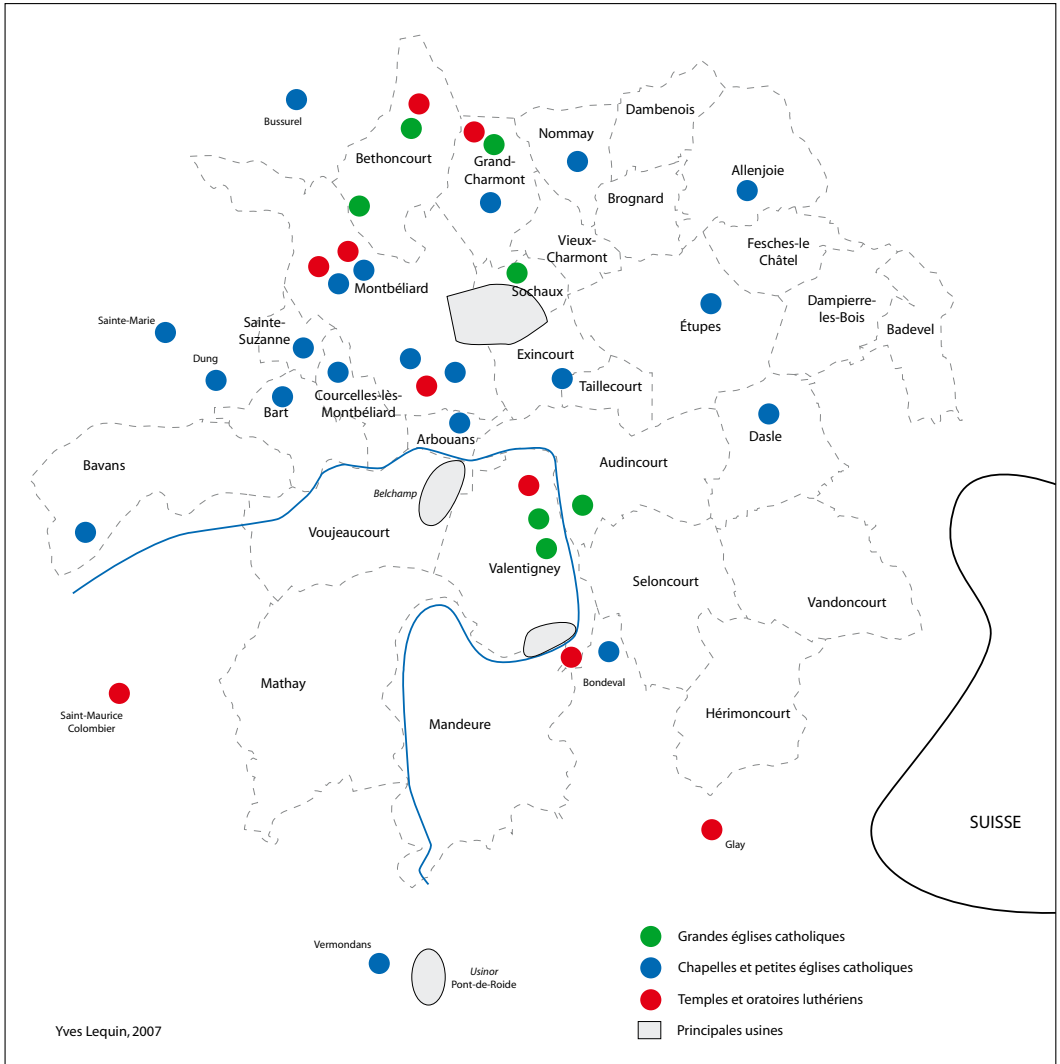 Dambenois
Bussurel
Nommay
Bethoncourt
Grand-
Charmont
Allenjoie
Brognard
Vieux-
Charmont
Fesches-le
Châtel
Montbéliard
Sochaux
Dampierre-
les-Bois
Sainte-Marie
Sainte-
Suzanne
Étupes
Badevel
Dung
Exincourt
Taillecourt
Bart
Courcelles-lès-
Montbéliard
Arbouans
Dasle
Bavans
Audincourt
Belchamp
Voujeaucourt
Valentigney
Seloncourt
Vandoncourt
Mathay
Bondeval
Saint-Maurice
Colombier
Mandeure
Hérimoncourt
SUISSE
Glay
Vermondans
Usinor
Pont-de-Roide
Grandes églises catholiques
Chapelles et petites églises catholiques
Temples et oratoires luthériens
Principales usines
Yves Lequin, 2007